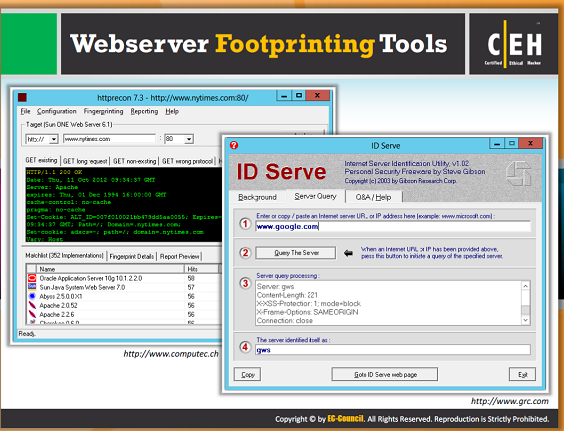 Webserver Footprinting Tools
C|EH
Certified Ethical Hacker
httprecon 7.3 - http://www.nytimes.com:80/
File Configuration Fingerprinting Reporting Help
Target (Sun ONE Web Server 6.1)
http:// www.nytimes.com : 80
GET existing GET long request GET non-existing GET wrong protocol
HTTP/1.1 200 OK
Date: Thu, 11 Oct 2012 09:34:37 GMT
Server: Apache
expires: Thu, 01 Dec 1994 16:00:00 GMT
cache-control: no-cache
pragma: no-cache
Set-Cookie: Expires=
09:34:37 GMT; Path=/; Domain=.nytimes.com;
Set-cookie: adxcs=-; path=/; domain=.nytimes.com
Vary: Host
Matchlist (352 Implementations) Fingerprint Details Report Preview
Name Hits
Oracle Application Server 10g 10.1.2.2.0 58
Sun Java System Web Server 7.0 57
Abyss 2.5.0.0 X1 56
Apache 2.0.52 56
Apache 2.2.6 56
Cherokee 0.6.0 56
Ready.
http://www.computec.ch
ID Serve
ID Serve
Internet Server Identification Utility, v1.02
Personal Security Freeware by Steve Gibson
Copyright (c) 2003 by Gibson Research Corp.
Background Server Query Q&A / Help
1 Enter or copy / paste an Internet server URL, or IP address here (example: www.microsoft.com) :
www.google.com
2 Query The Server
When an Internet URL or IP has been provided above,
press this button to initiate a query of the specified server.
3 Server query processing :
Server: gws
Content-Length: 221
X-XSS-Protection: 1; mode=block
X-Frame-Options: SAMEORIGIN
Connection: close
4 The server identified itself as :
gws
Copy Goto ID Serve web page Exit
http://www.grc.com
Copyright © by EC-Council. All Rights Reserved. Reproduction is Strictly Prohibited.